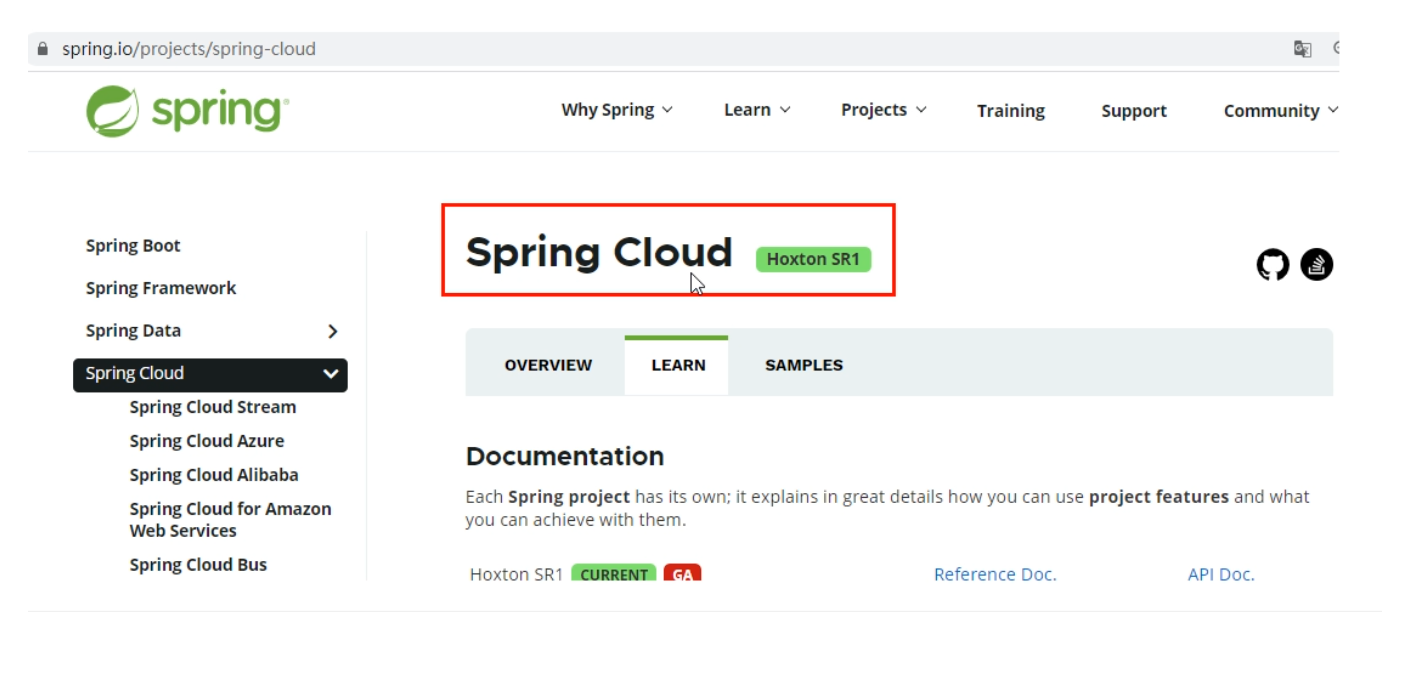 spring.io/projects/spring-cloud
spring
Why Spring Learn Projects Training Support Community
Spring Boot
Spring Framework
Spring Data
Spring Cloud
Spring Cloud Stream
Spring Cloud Azure
Spring Cloud Alibaba
Spring Cloud for Amazon
Web Services
Spring Cloud Bus
Spring Cloud Hoxton SR1
OVERVIEW LEARN SAMPLES
Documentation
Each Spring project has its own; it explains in great details how you can use project features and what
you can achieve with them.
Hoxton SR1 CURRENT GA Reference Doc. API Doc.